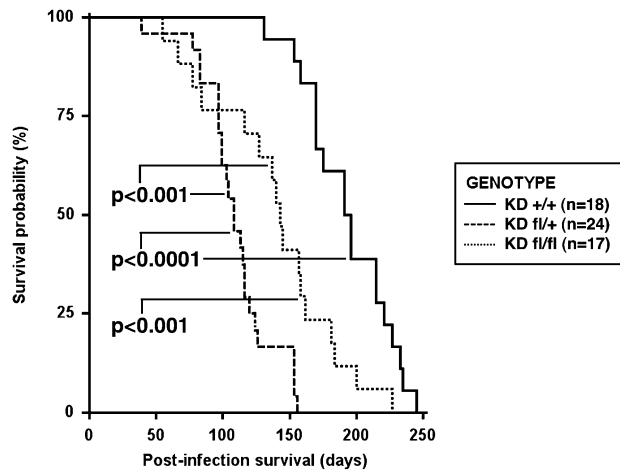 100
75
50
25
0
Survival probability (%)
p<0.001
p<0.0001
p<0.001
0 50 100 150 200 250
Post-infection survival (days)
GENOTYPE
KD +/+ (n=18)
KD fl/+ (n=24)
KD fl/fl (n=17)